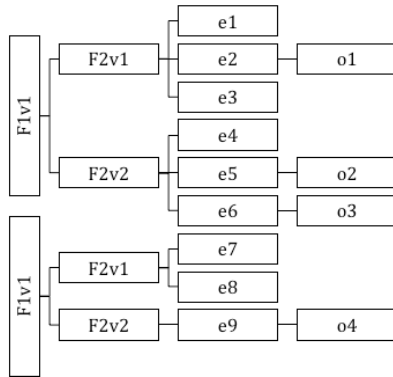 e1
F2v1 e2 o1
e3
F1v1
e4
F2v2 e5 o2
e6 o3
e7
F2v1
e8
F1v1
F2v2 e9 o4